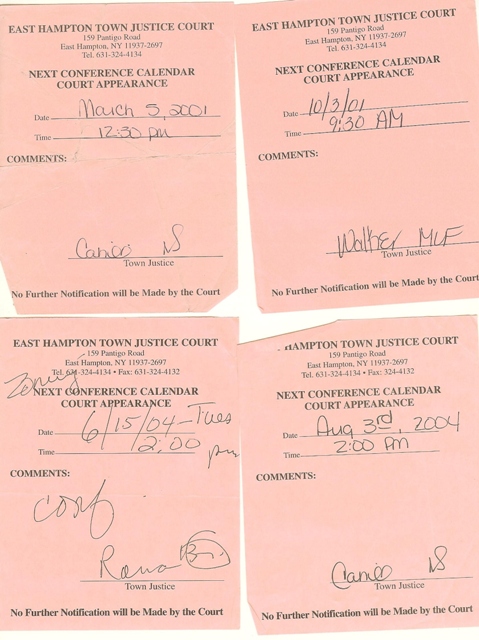 EAST HAMPTON TOWN JUSTICE COURT
159 Pantigo Road
East Hampton, NY 11937-2697
Tel. 631-324-4134
NEXT CONFERENCE CALENDAR
COURT APPEARANCE
Date March 5, 2001
Time 12:30 pm
COMMENTS:
Town Justice
No Further Notification will be Made by the Court
EAST HAMPTON TOWN JUSTICE COURT
159 Pantigo Road
East Hampton, NY 11937-2697
Tel. 631-324-4134
NEXT CONFERENCE CALENDAR
COURT APPEARANCE
Date 10/3/01
Time 9:30 AM
COMMENTS:
Walker MLF
Town Justice
No Further Notification will be Made by the Court
EAST HAMPTON TOWN JUSTICE COURT
159 Pantigo Road
East Hampton, NY 11937-2697
Tel. 631-324-4134 • Fax: 631-324-4132
Zoning
NEXT CONFERENCE CALENDAR
COURT APPEARANCE
Date 6/15/04-Tues
Time 2:00 pm
COMMENTS:
conf
Town Justice
No Further Notification will be Made by the Court
HAMPTON TOWN JUSTICE COURT
159 Pantigo Road
East Hampton, NY 11937-2697
Tel. 631-324-4134 • Fax: 324-4132
NEXT CONFERENCE CALENDAR
COURT APPEARANCE
Date Aug 3rd, 2004
Time 2:00 pm
COMMENTS:
Town Justice
No Further Notification will be Made by the Court